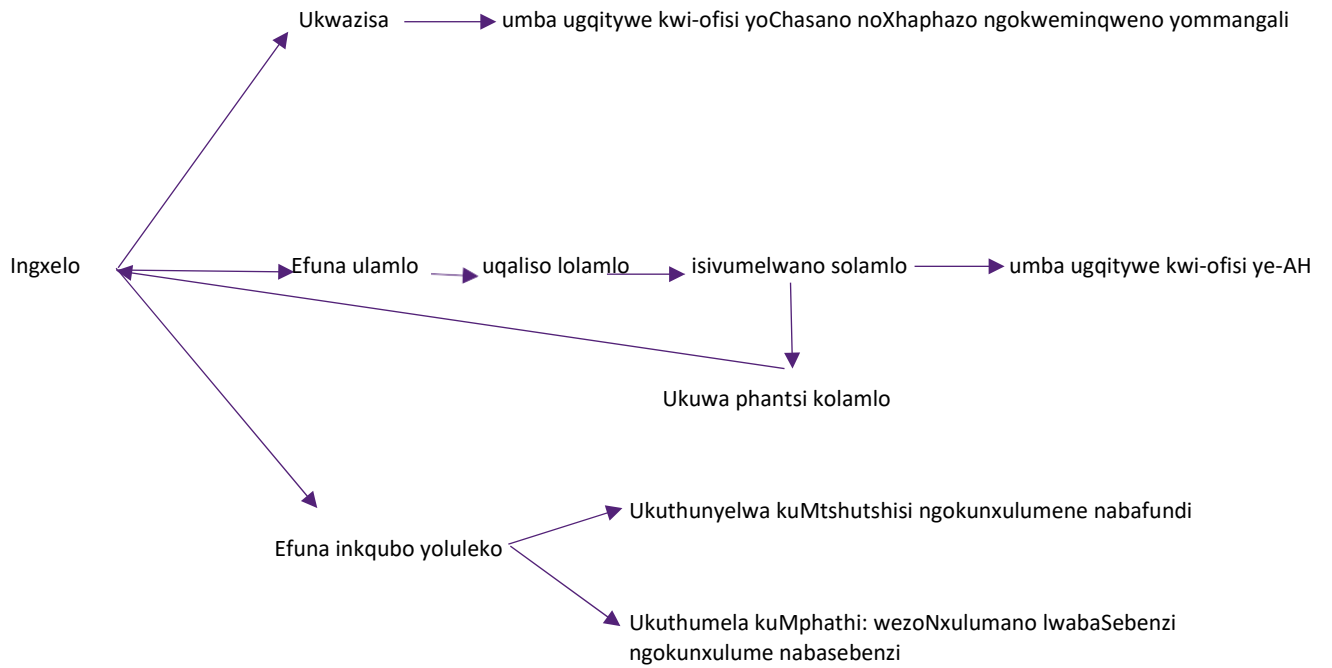 Ukwazisa
umba ugqitywe kwi-ofisi yoChasano noXhaphazo ngokweminqweno yommangali
Ingxelo
Efuna ulamlo
uqaliso lolamlo
isivumelwano solamlo
umba ugqitywe kwi-ofisi ye-AH
Ukuwa phantsi kolamlo
Efuna inkqubo yoluleko
Ukuthunyelwa kuMtshutshisi ngokunxulumene nabafundi
Ukuthumela kuMphathi: wezoNxulumano lwabaSebenzi
ngokunxulume nabasebenzi